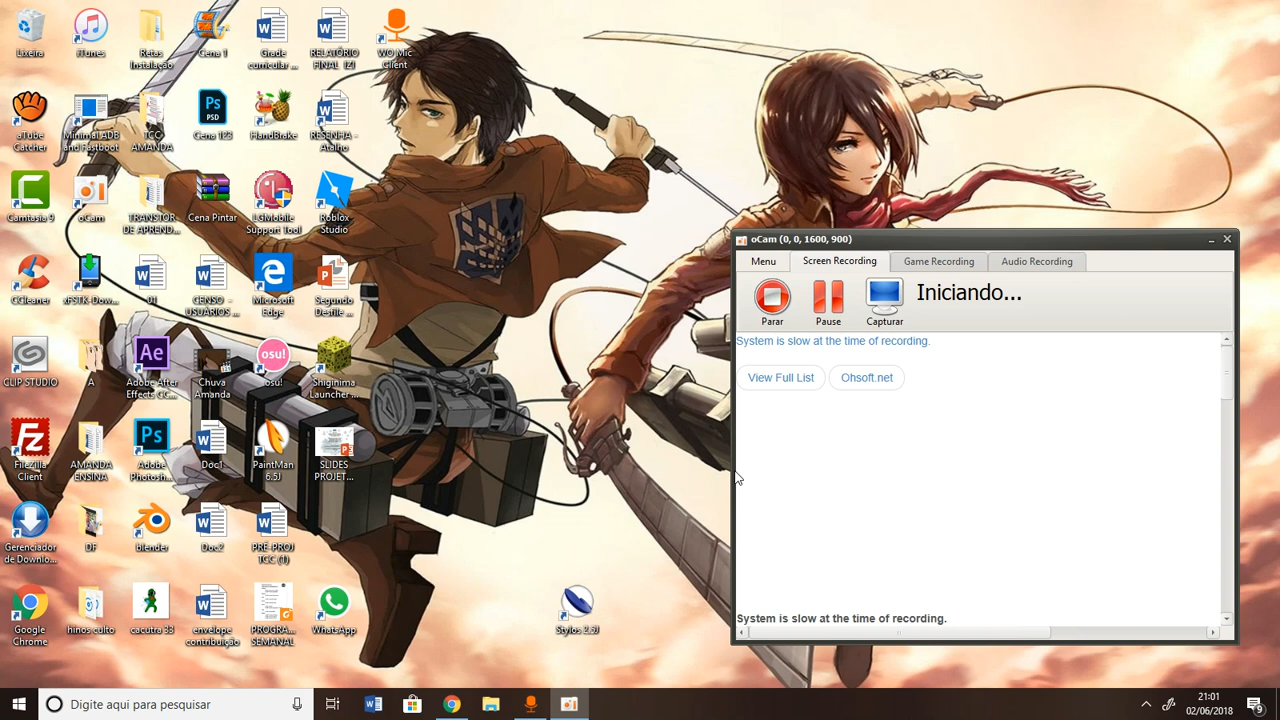 Lixeira
iTunes
Retas
Instalação
Cena 1
Grade
curricular ...
RELATÓRIO
FINAL IZI
WO Mic
Client
aTube
Catcher
Minimal ADB
and Fastboot
TCC
AMANDA
PSD
Cena 123
HandBrake
RESENHA -
Atalho
Camtasia 9
oCam
TRANSTOR
DE APREND...
Cena Pintar
LGMobile
Support Tool
Roblox
Studio
CCleaner
xFSTK-Dow...
01
CENSO -
USUÁRIOS ...
Microsoft
Edge
Segundo
Desfile ...
CLIP STUDIO
A
Adobe After
Effects CC...
Chuva
Amanda
osu!
osu!
Shiginima
Launcher ...
FileZilla
Client
AMANDA
ENSINA
Adobe
Photosh...
Doc1
PaintMan
6.5J
SLIDES
PROJET...
Gerenciador
de Downlo...
DF
blender
Doc2
PRÉ-PROJ
TCC (1)
Google
Chrome
hinos culto
cacutra 33
envelope
contribuição
PROGRA...
SEMANAL
WhatsApp
Stylos 2.5J
oCam (0, 0, 1600, 900)
Menu
Screen Recording
Game Recording
Audio Recording
Parar
Pause
Capturar
Iniciando...
System is slow at the time of recording.
View Full List
Ohsoft.net
System is slow at the time of recording.
Digite aqui para pesquisar
21:01
02/06/2018
9